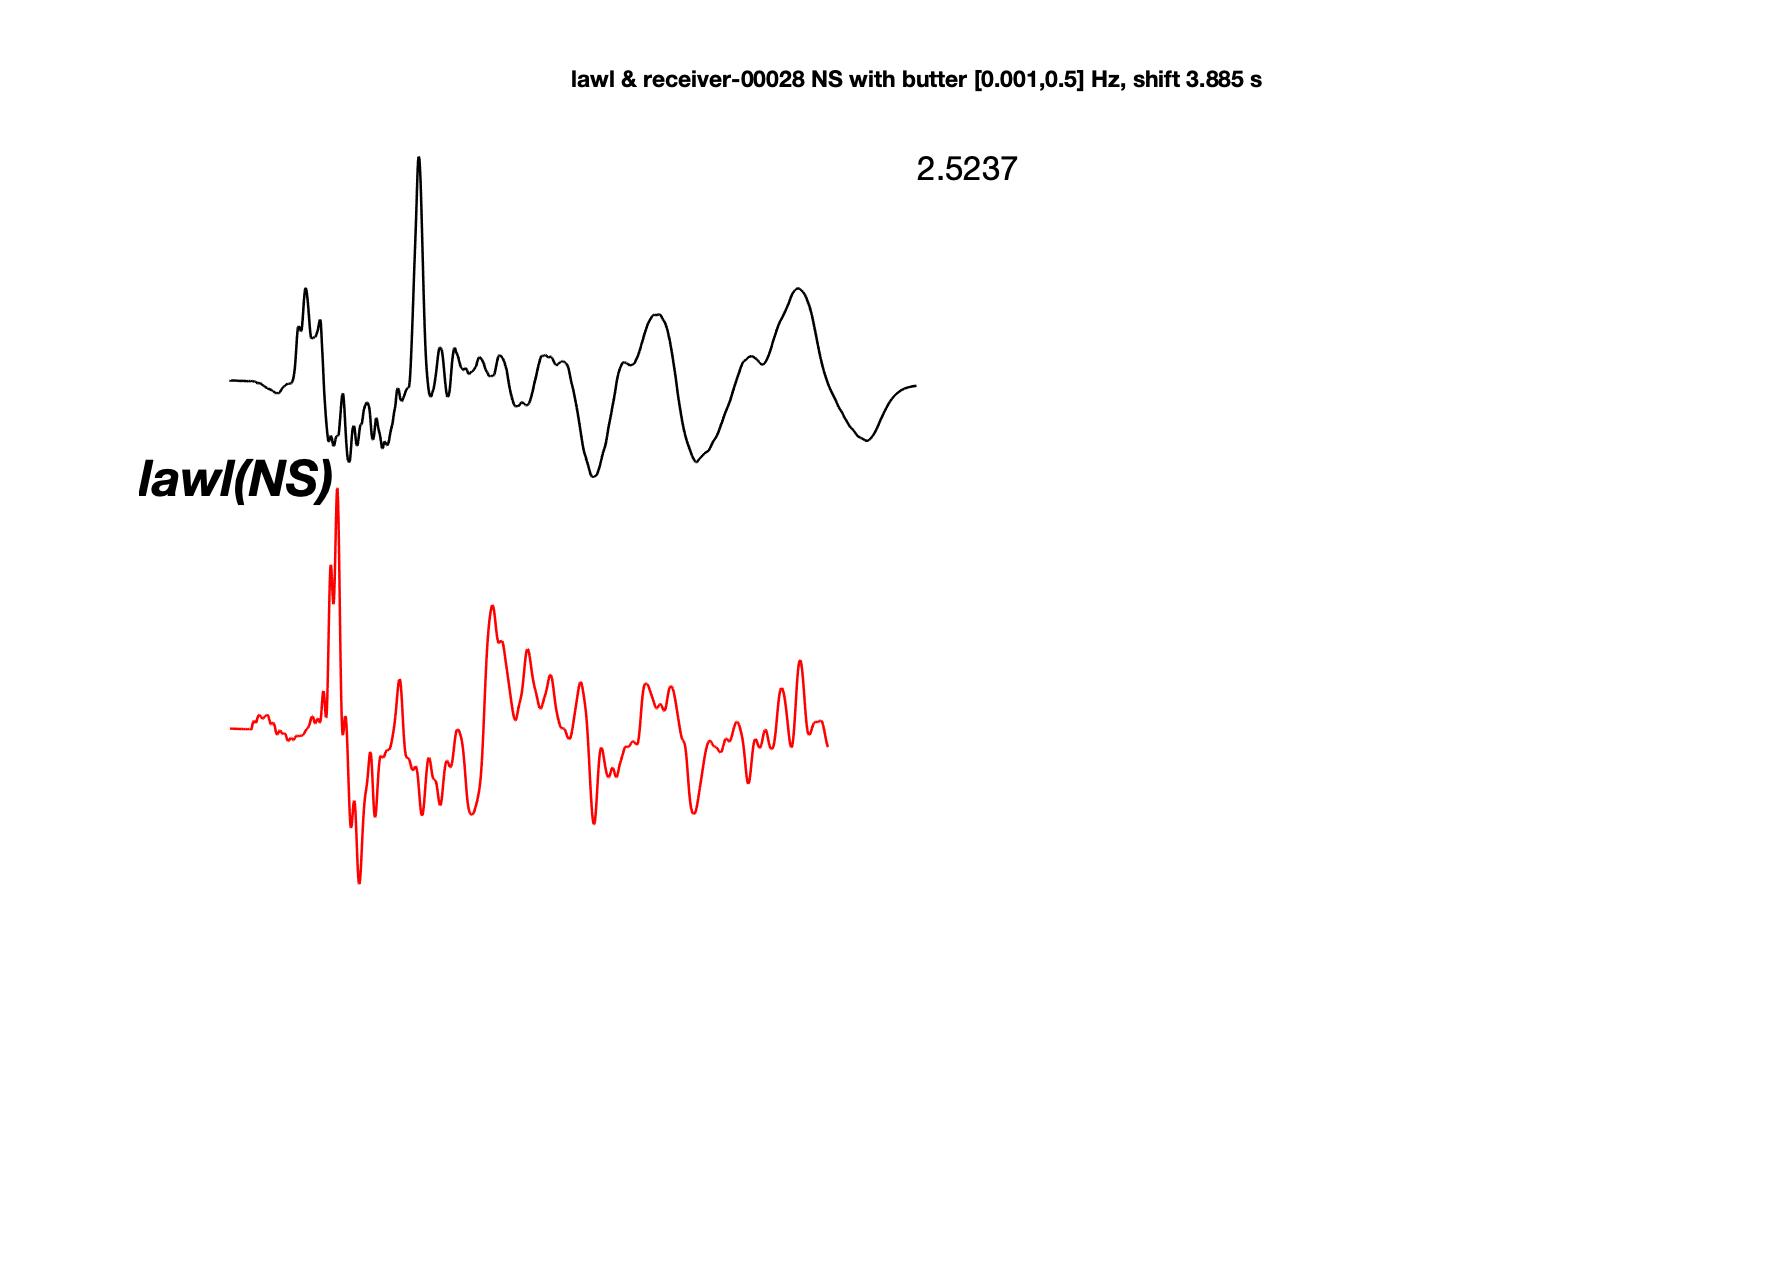 lawl & receiver-00028 NS with butter [0.001,0.5] Hz, shift 3.885 s
2.5237
lawl(NS)